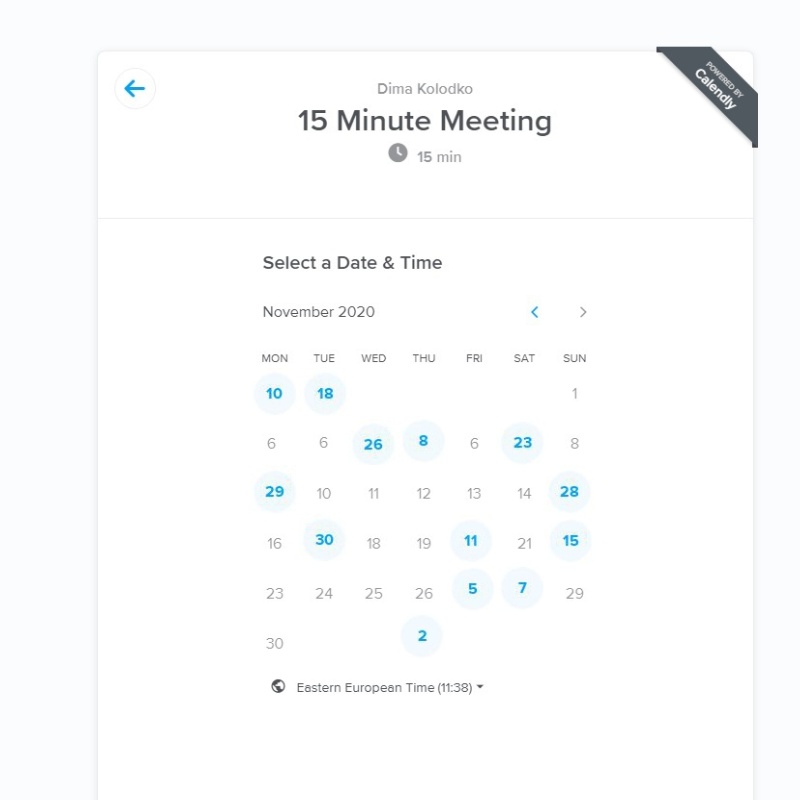 POWERED BY
Calendly
Dima Kolodko
15 Minute Meeting
15 min
Select a Date & Time
November 2020
MON TUE WED THU FRI SAT SUN
10 18 1
6 6 26 8 6 23 8
29 10 11 12 13 14 28
16 30 18 19 11 21 15
23 24 25 26 5 7 29
30 2
Eastern European Time (11:38)